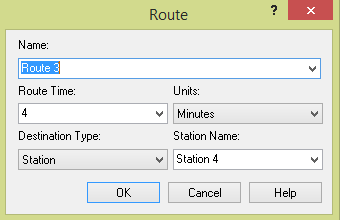 Route
Name:
Route 3
Route Time: Units:
4 Minutes
Destination Type: Station Name:
Station Station 4
OK Cancel Help